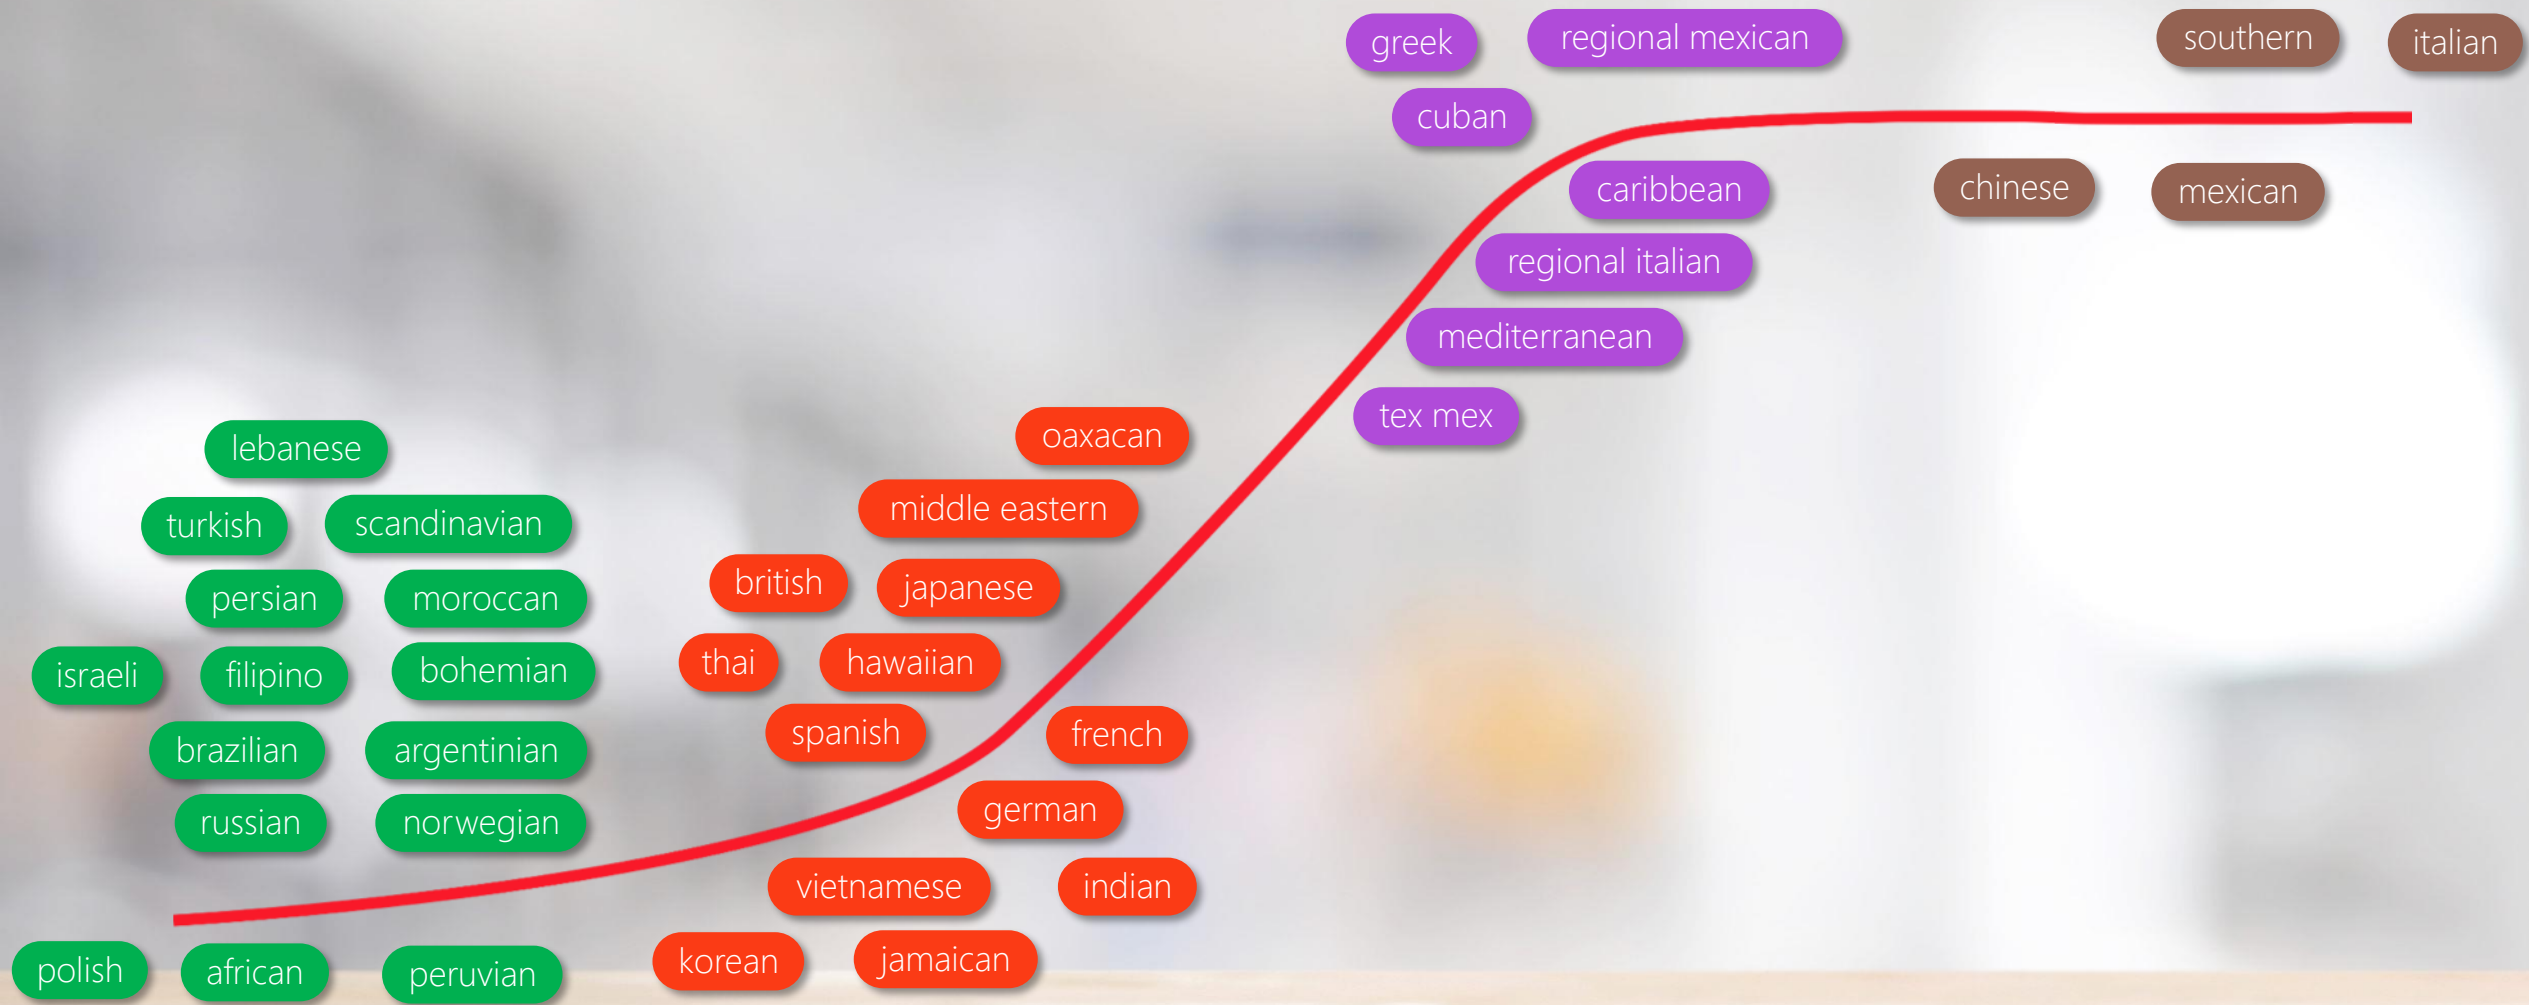 greek
regional mexican
southern
italian
cuban
caribbean
chinese
mexican
regional italian
mediterranean
tex mex
oaxacan
lebanese
middle eastern
turkish
scandinavian
british
japanese
persian
moroccan
thai
hawaiian
israeli
filipino
bohemian
spanish
french
brazilian
argentinian
german
russian
norwegian
vietnamese
indian
korean
jamaican
polish
african
peruvian